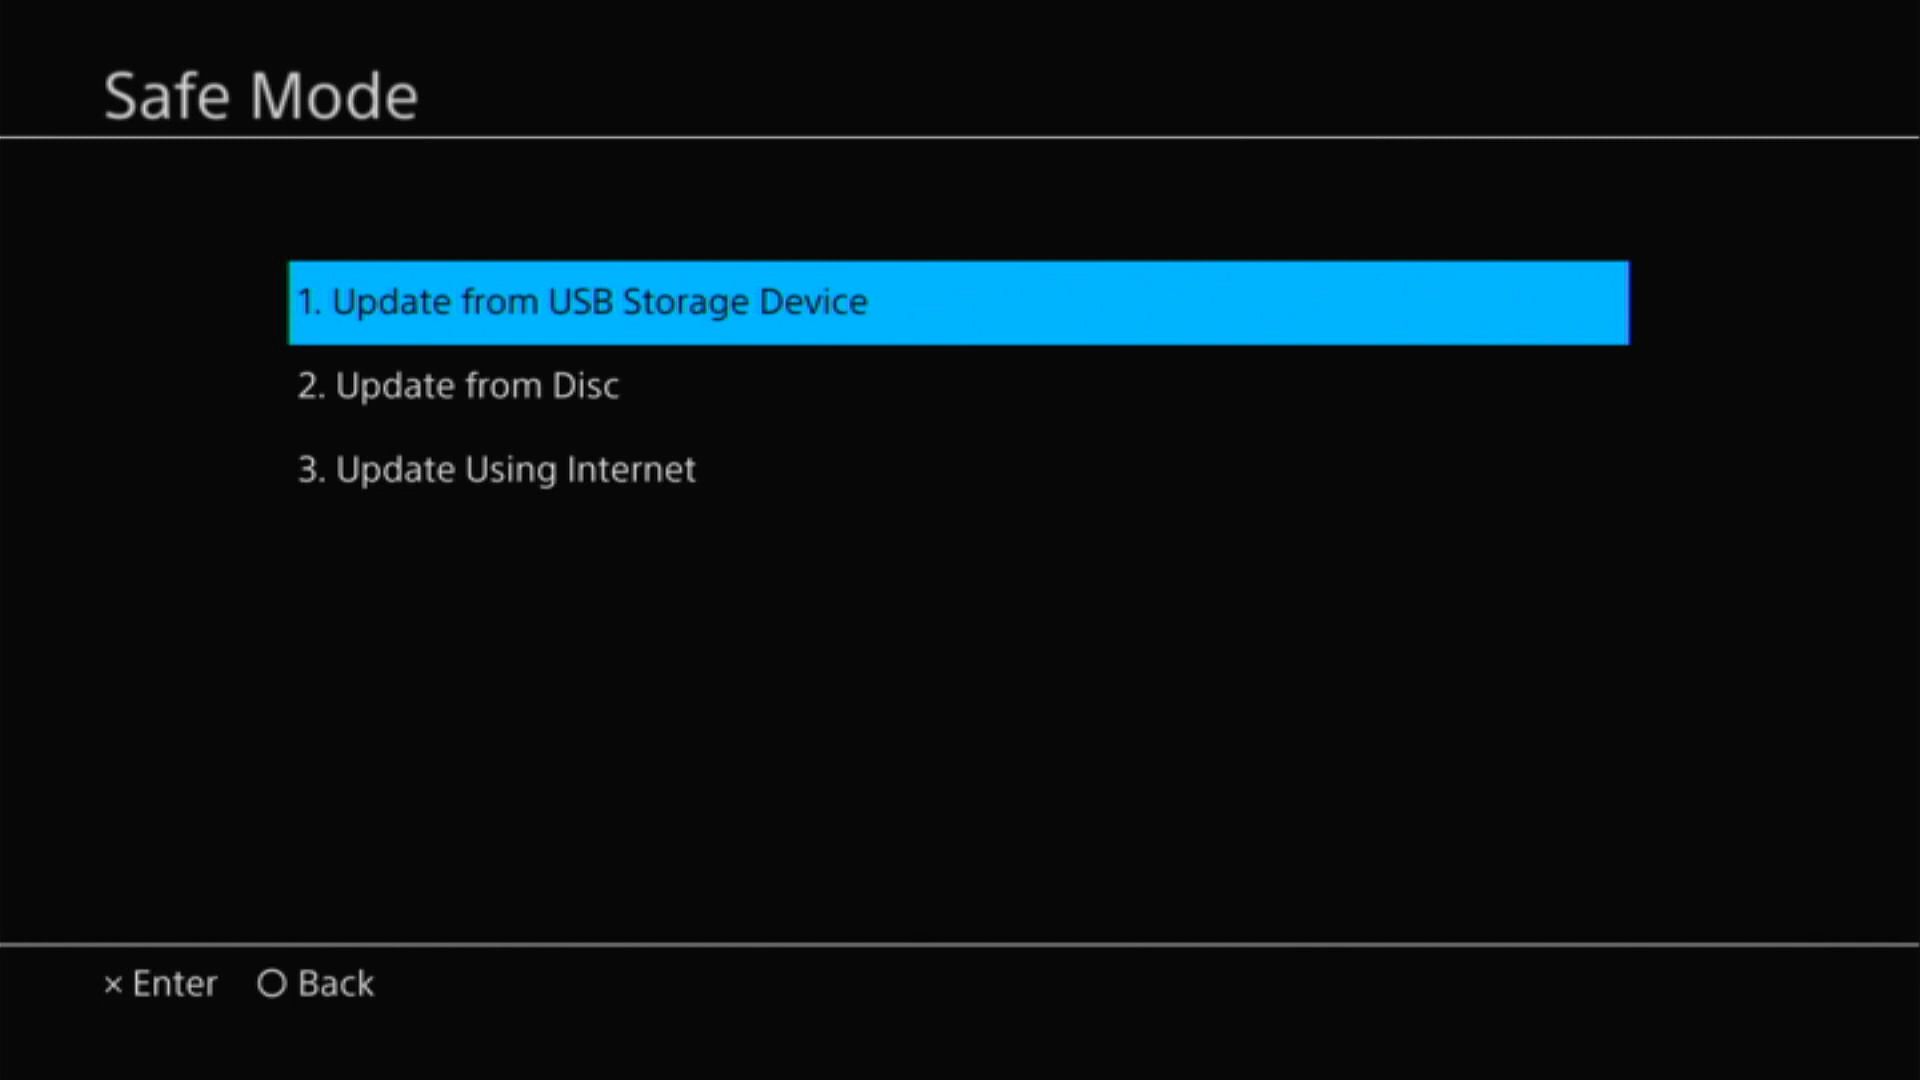 Safe Mode
1. Update from USB Storage Device
2. Update from Disc
3. Update Using Internet
× Enter ○ Back